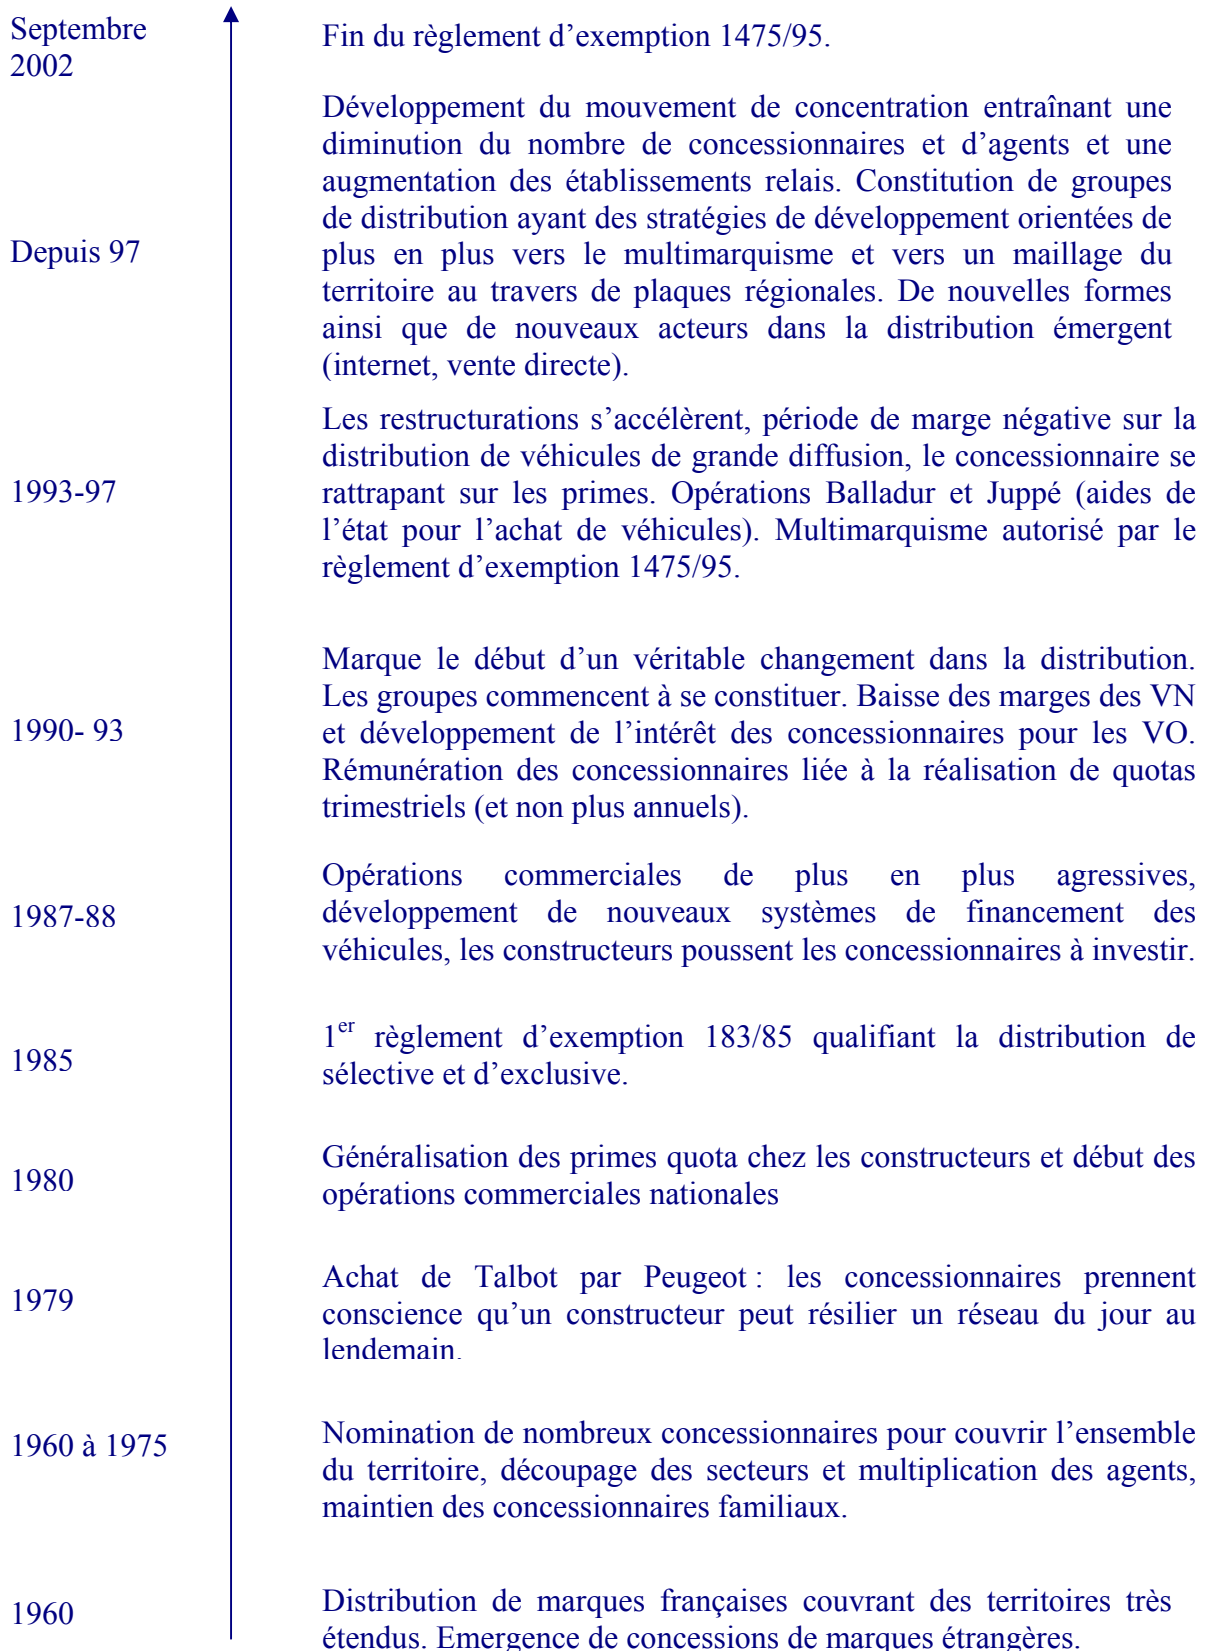 Septembre
2002
Fin du règlement d’exemption 1475/95.
Depuis 97
Développement du mouvement de concentration entraînant une
diminution du nombre de concessionnaires et d’agents et une
augmentation des établissements relais. Constitution de groupes
de distribution ayant des stratégies de développement orientées de
plus en plus vers le multimarquisme et vers un maillage du
territoire au travers de plaques régionales. De nouvelles formes
ainsi que de nouveaux acteurs dans la distribution émergent
(internet, vente directe).
1993-97
Les restructurations s’accélèrent, période de marge négative sur la
distribution de véhicules de grande diffusion, le concessionnaire se
rattrapant sur les primes. Opérations Balladur et Juppé (aides de
l’état pour l’achat de véhicules). Multimarquisme autorisé par le
règlement d’exemption 1475/95.
1990- 93
Marque le début d’un véritable changement dans la distribution.
Les groupes commencent à se constituer. Baisse des marges des VN
et développement de l’intérêt des concessionnaires pour les VO.
Rémunération des concessionnaires liée à la réalisation de quotas
trimestriels (et non plus annuels).
1987-88
Opérations commerciales de plus en plus agressives,
développement de nouveaux systèmes de financement des
véhicules, les constructeurs poussent les concessionnaires à investir.
1985
1er règlement d’exemption 183/85 qualifiant la distribution de
sélective et d’exclusive.
1980
Généralisation des primes quota chez les constructeurs et début des
opérations commerciales nationales
1979
Achat de Talbot par Peugeot : les concessionnaires prennent
conscience qu’un constructeur peut résilier un réseau du jour au
lendemain.
1960 à 1975
Nomination de nombreux concessionnaires pour couvrir l’ensemble
du territoire, découpage des secteurs et multiplication des agents,
maintien des concessionnaires familiaux.
1960
Distribution de marques françaises couvrant des territoires très
étendus. Emergence de concessions de marques étrangères.